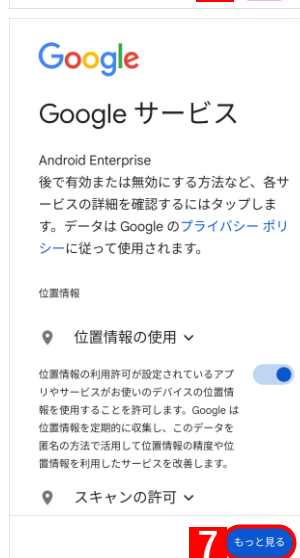 Google
Google サービス
Android Enterprise
後で有効または無効にする方法など、各サ
ービスの詳細を確認するにはタップしま
す。データは Google のプライバシー ポリ
シーに従って使用されます。
位置情報
位置情報の使用
位置情報の利用許可が設定されているアプ
リやサービスがお使いのデバイスの位置情
報を使用することを許可します。Google は
位置情報を定期的に収集し、このデータを
匿名の方法で活用して位置情報の精度や位
置情報を利用したサービスを改善します。
スキャンの許可
7 もっと見る